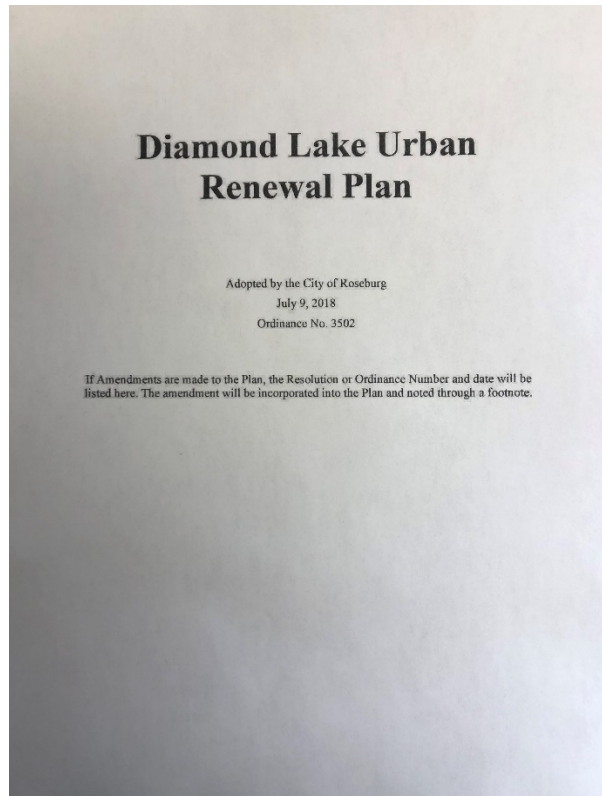 Diamond Lake Urban
Renewal Plan
Adopted by the City of Roseburg
July 9, 2018
Ordinance No. 3502
If Amendments are made to the Plan, the Resolution or Ordinance Number and date will be
listed here. The amendment will be incorporated into the Plan and noted through a footnote.